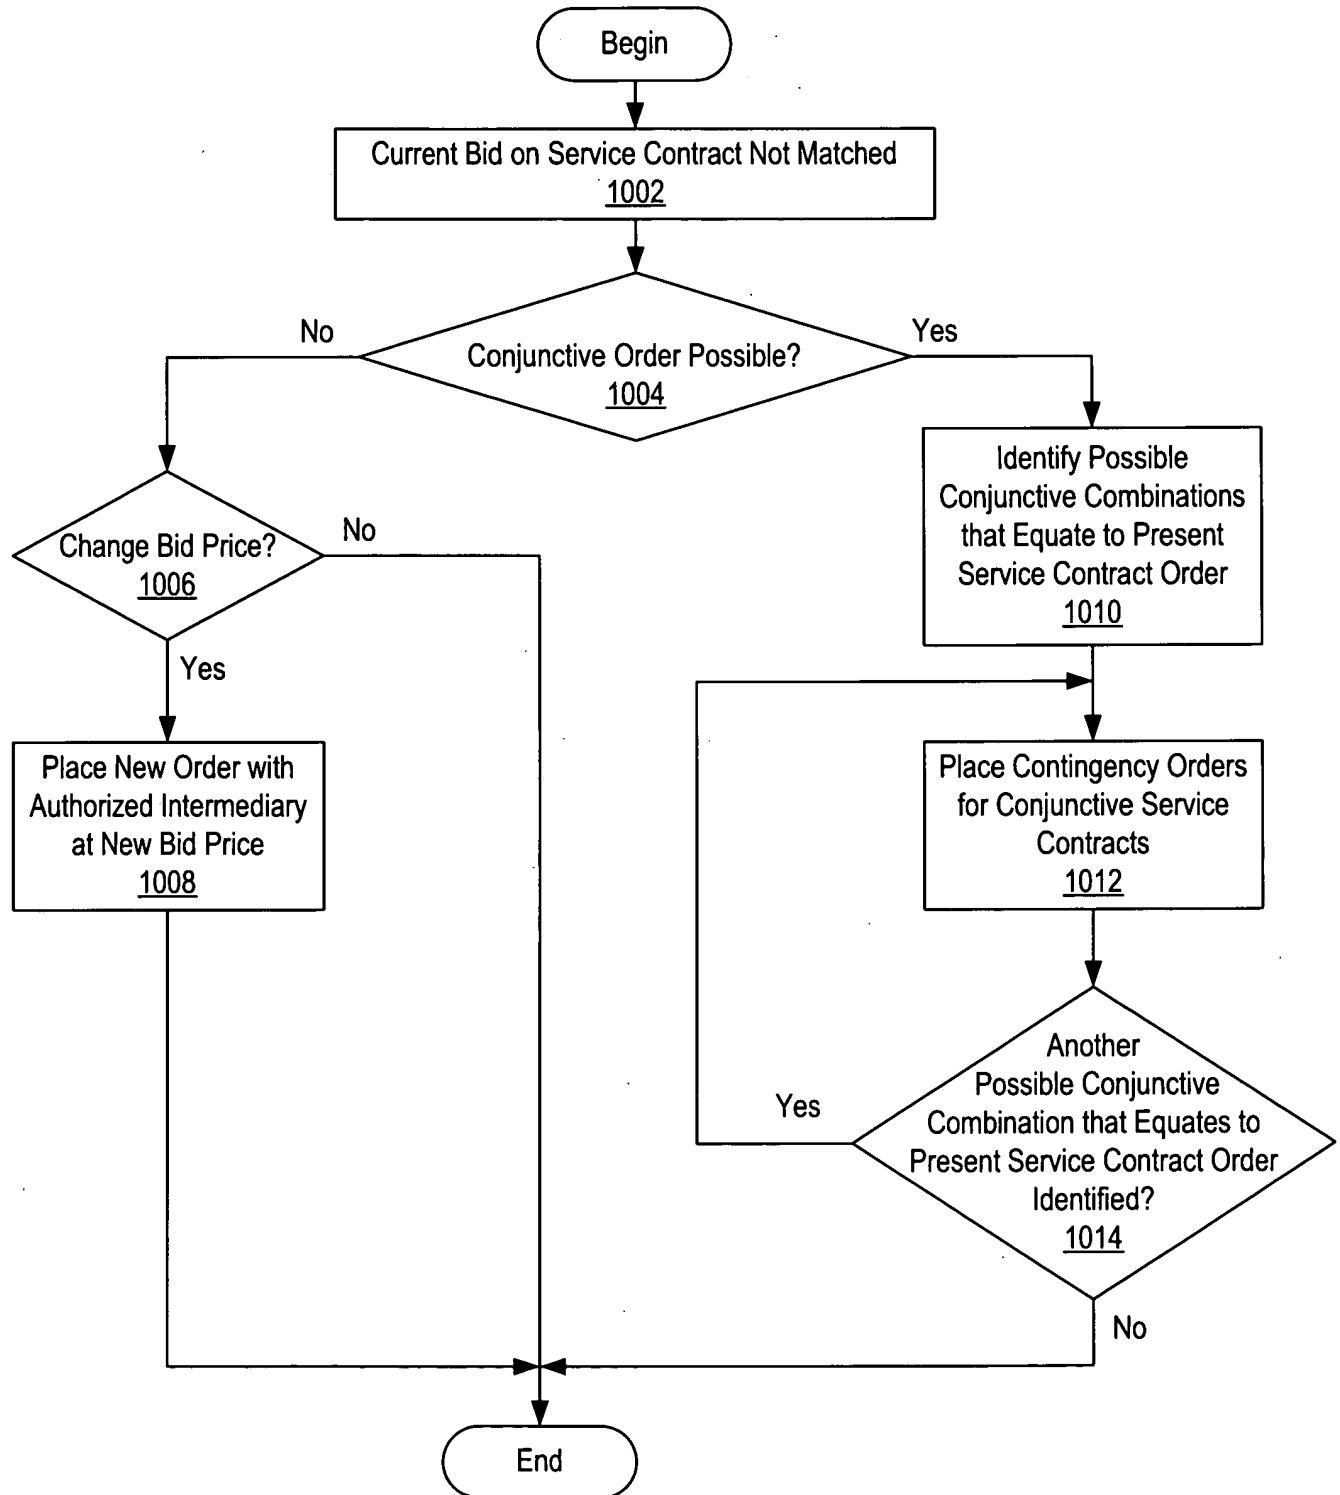 Begin
Current Bid on Service Contract Not Matched
1002
No
Yes
Conjunctive Order Possible?
1004
Identify Possible
Conjunctive Combinations
that Equate to Present
Service Contract Order
1010
Change Bid Price?
1006
No
Yes
Place New Order with
Authorized Intermediary
at New Bid Price
1008
Place Contingency Orders
for Conjunctive Service
Contracts
1012
Another
Possible Conjunctive
Combination that Equates to
Present Service Contract Order
Identified?
1014
Yes
No
End